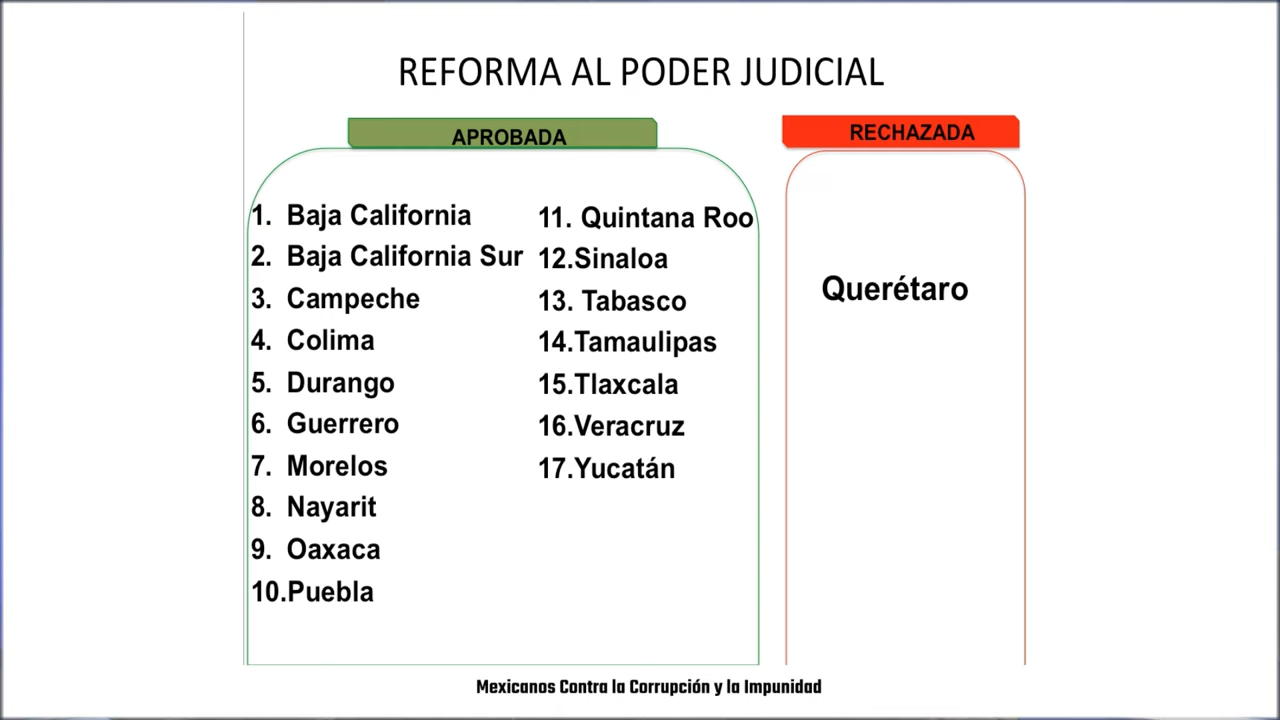 REFORMA AL PODER JUDICIAL
APROBADA
1. Baja California
2. Baja California Sur
3. Campeche
4. Colima
5. Durango
6. Guerrero
7. Morelos
8. Nayarit
9. Oaxaca
10.Puebla
11. Quintana Roo
12.Sinaloa
13. Tabasco
14.Tamaulipas
15.Tlaxcala
16.Veracruz
17.Yucatán
RECHAZADA
Querétaro
Mexicanos Contra la Corrupción y la Impunidad